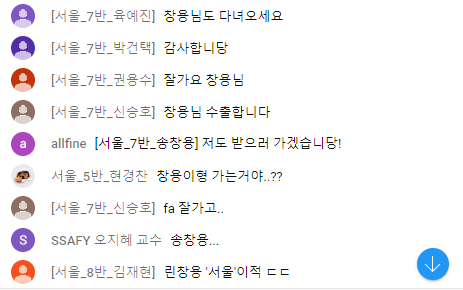 [서울_7반_육예진] 창용님도 다녀오세요
[서울_7반_박건택] 감사합니당
[서울_7반_권용수] 잘가요 창용님
[서울_7반_신승호] 창용님 수출합니다
a allfine [서울_7반_송창용] 저도 받으러 가겠습니당!
서울_5반_현경찬 창용이형 가는거야..??
[서울_7반_신승호] fa 잘가고..
S SSAFY 오지혜 교수 송창용...
[서울_8반_김재현] 린창용 '서울'이적 ㄷㄷ